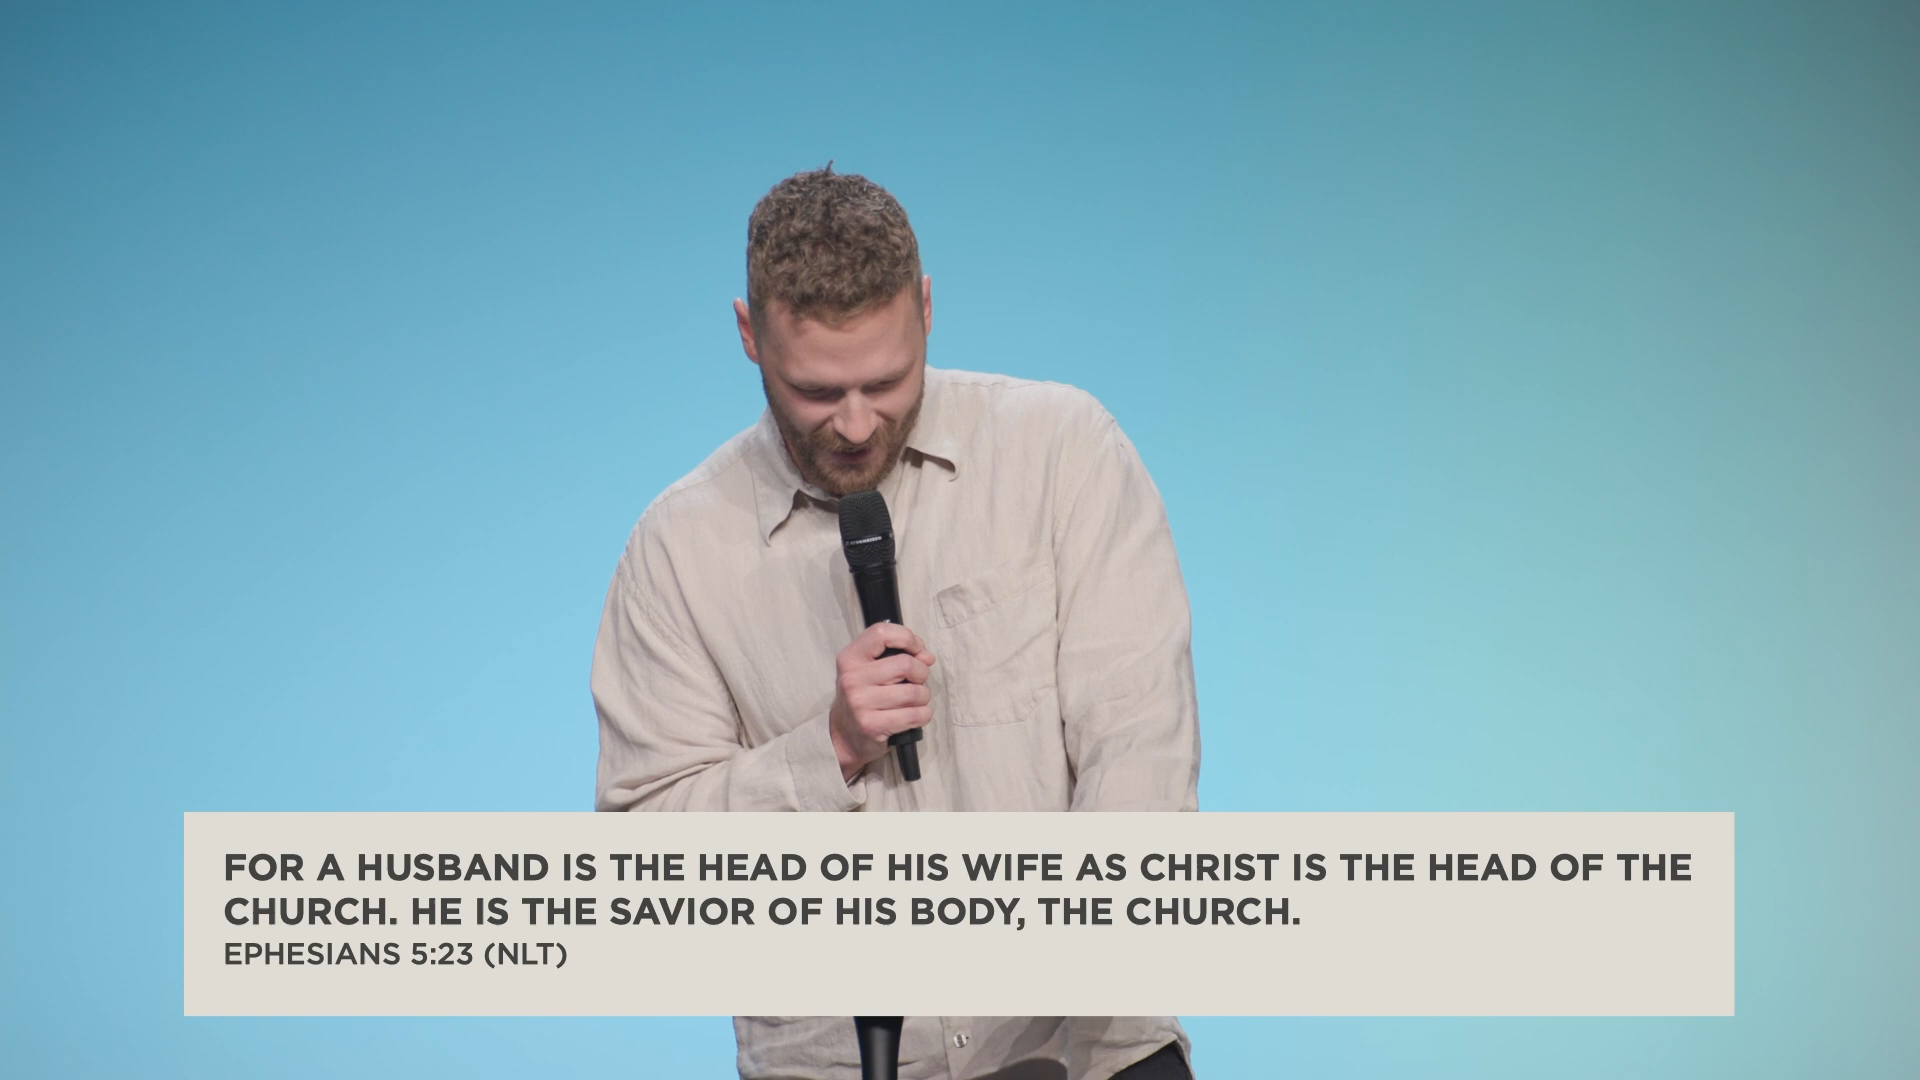 FOR A HUSBAND IS THE HEAD OF HIS WIFE AS CHRIST IS THE HEAD OF THE
CHURCH. HE IS THE SAVIOR OF HIS BODY, THE CHURCH.
EPHESIANS 5:23 (NLT)